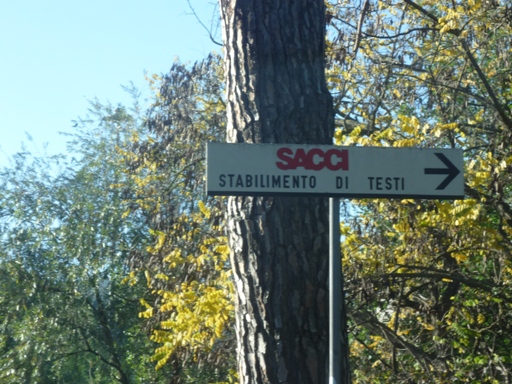 SACCI
STABILIMENTO DI TESTI